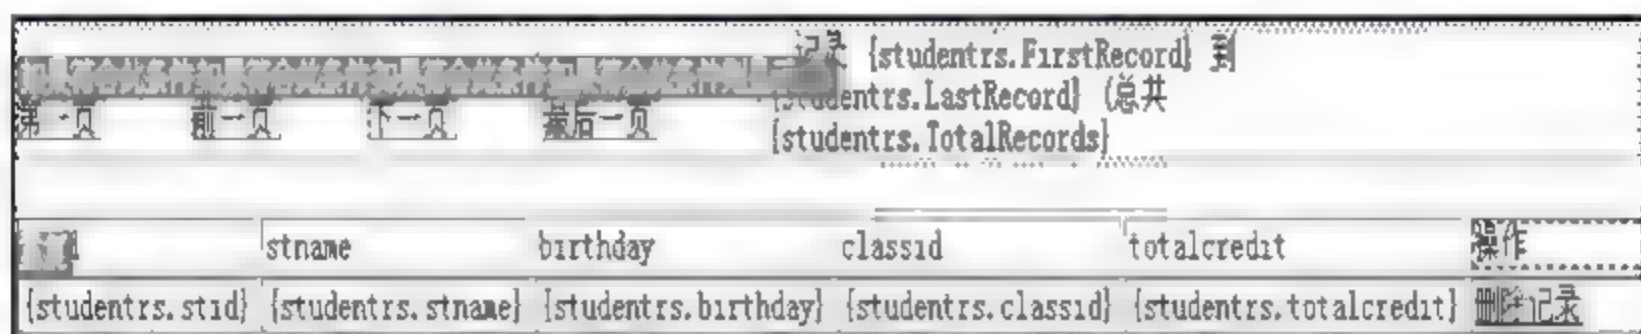 记录 {studentrs.FirstRecord} 到
{studentrs.LastRecord} (总共
第一页 前一页 下一页 最后一页
{studentrs.TotalRecords}
stname birthday classid totalcredit 操作
{studentrs.stid} {studentrs.stname} {studentrs.birthday} {studentrs.classid} {studentrs.totalcredit} 删除记录